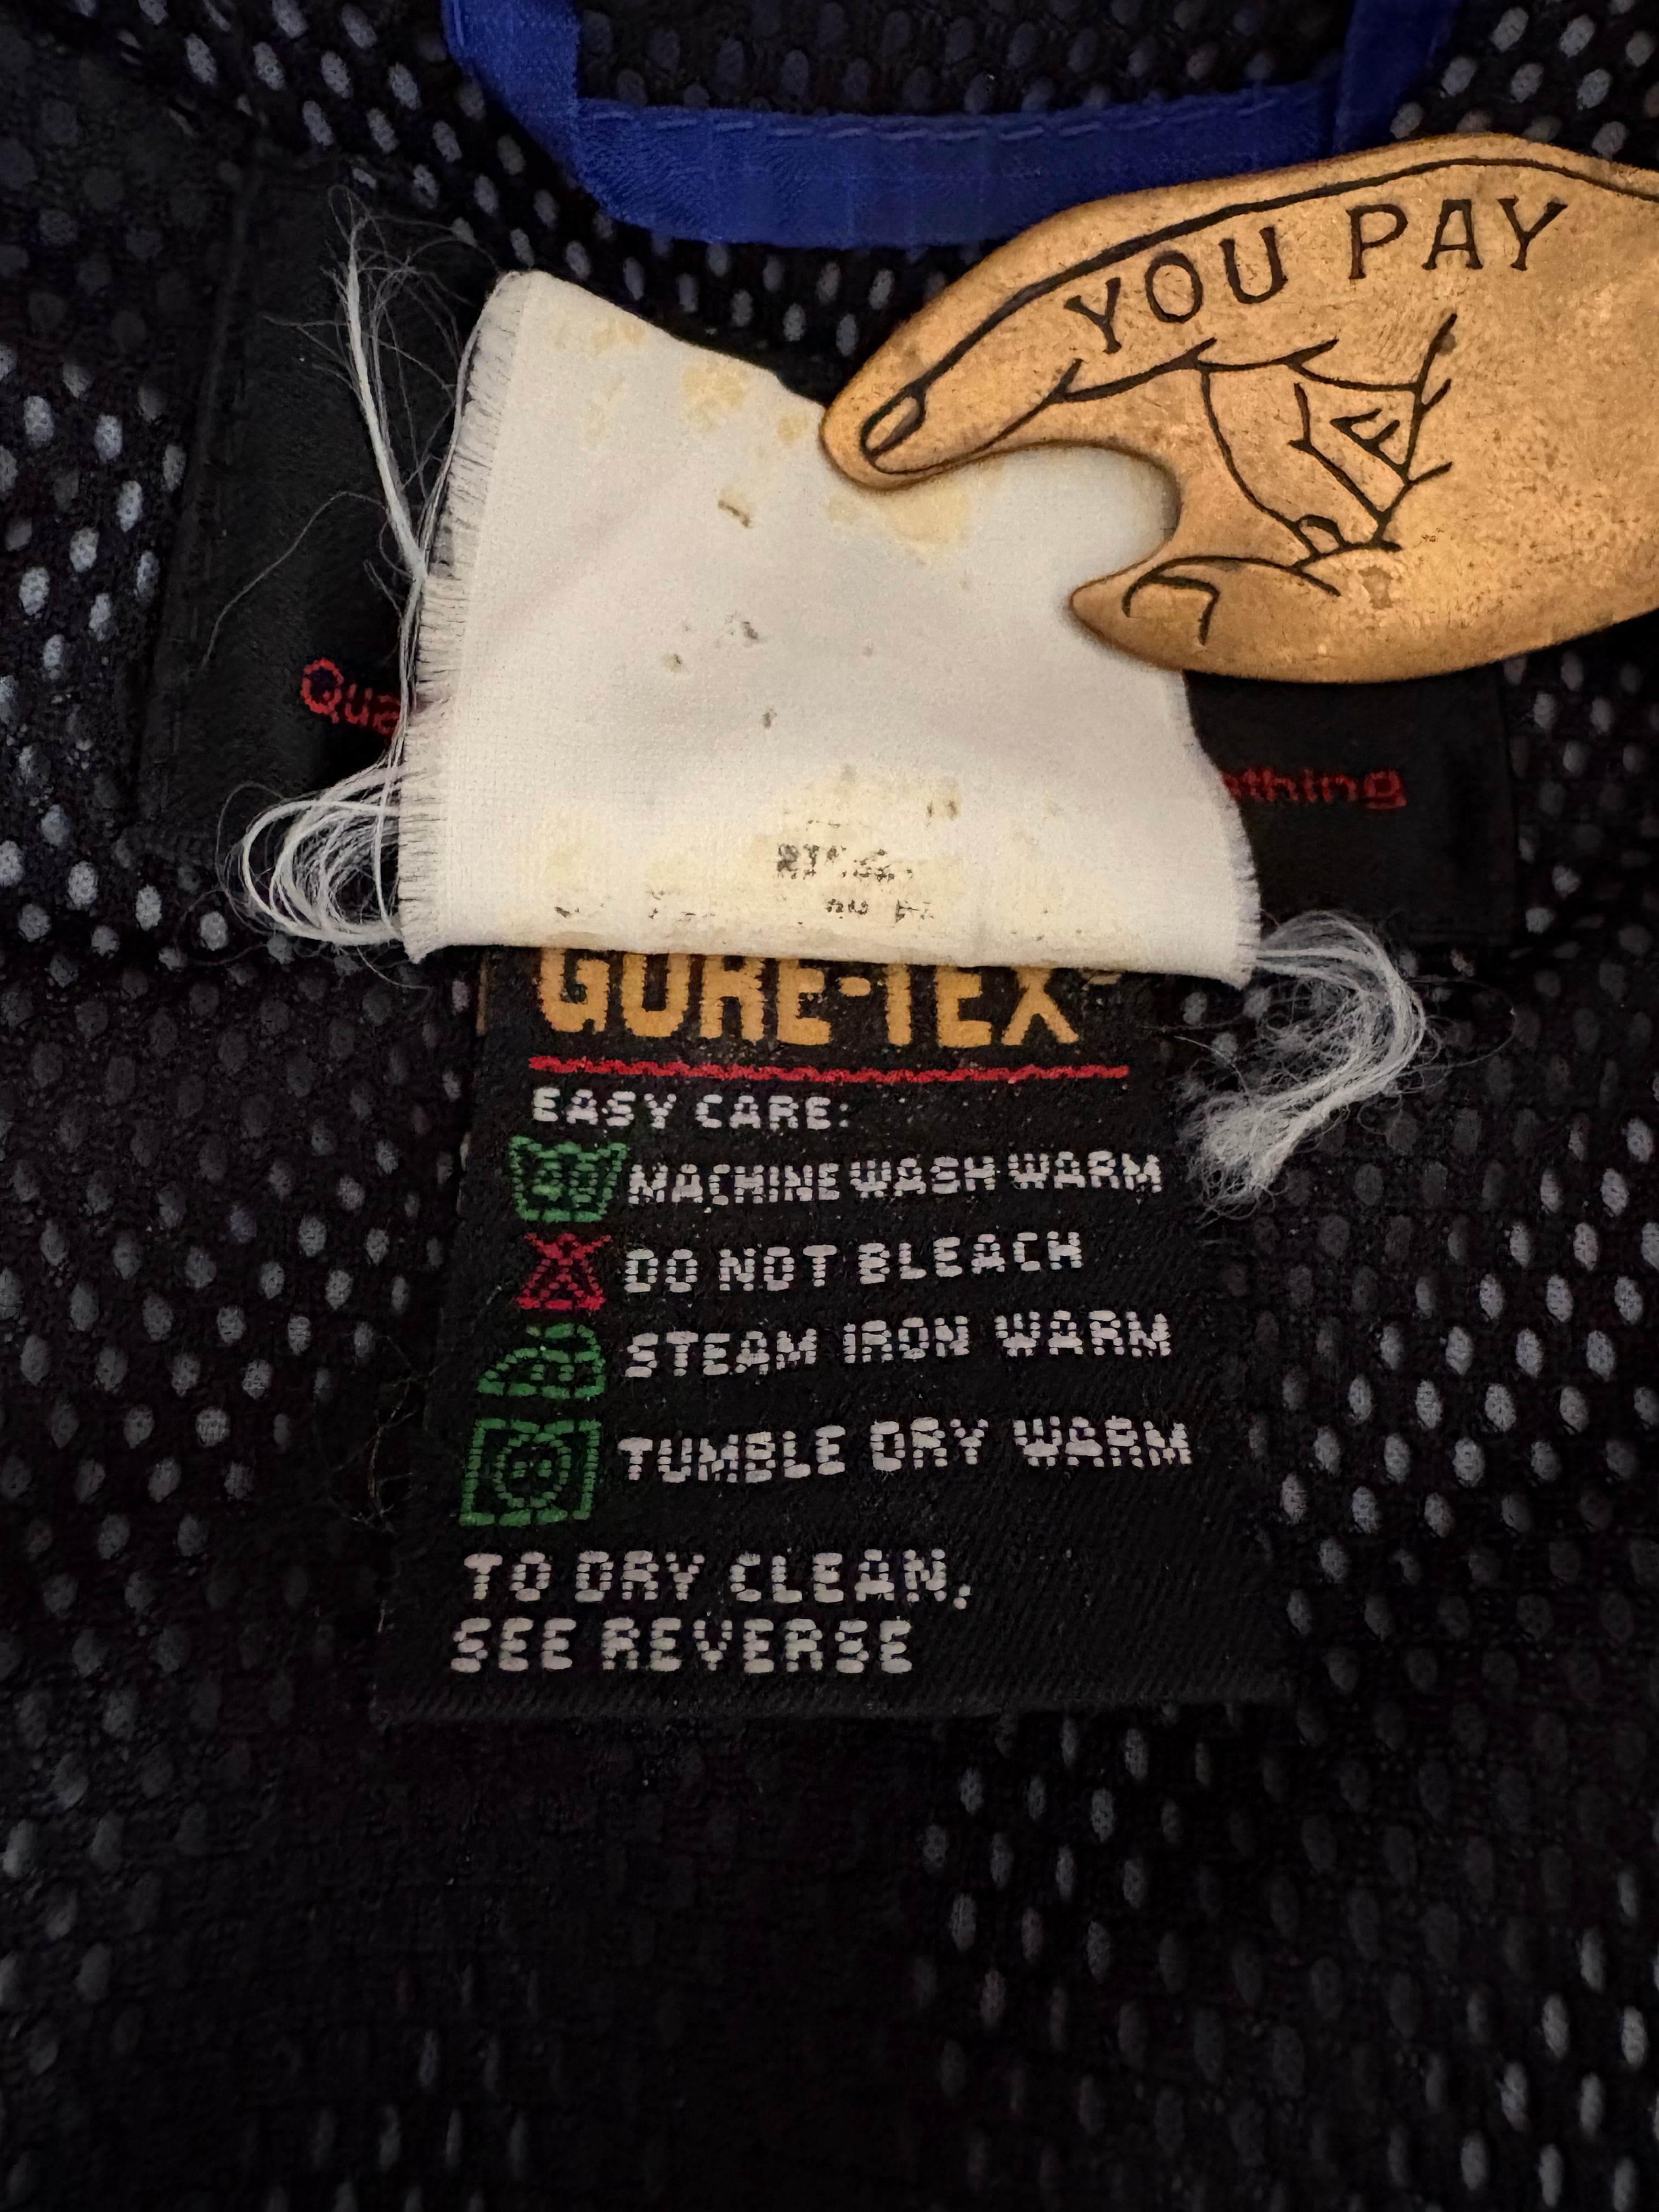 YOU PAY
GORE-TEX
EASY CARE:
MACHINE WASH WARM
DO NOT BLEACH
STEAM IRON WARM
TUMBLE DRY WARM
TO DRY CLEAN,
SEE REVERSE